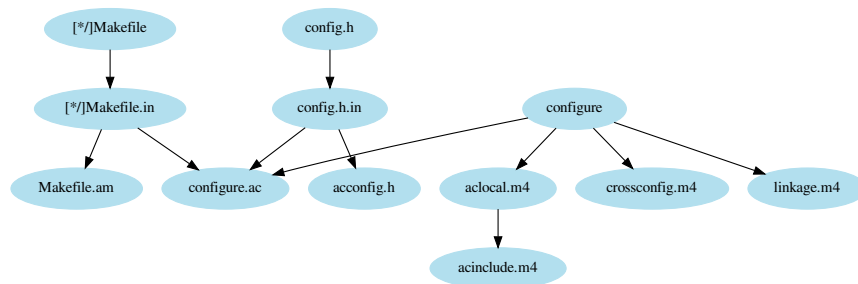 [*/]Makefile
config.h
[*/]Makefile.in
config.h.in
configure
Makefile.am
configure.ac
acconfig.h
aclocal.m4
crossconfig.m4
linkage.m4
acinclude.m4